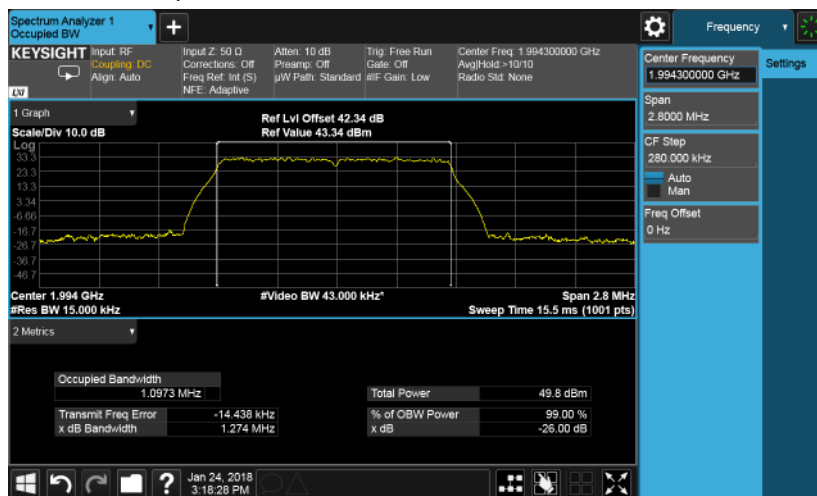 Spectrum Analyzer 1
Occupied BW
+
Frequency
KEYSIGHT
LXI
Input: RF
Coupling: DC
Align: Auto
Input Z: 50 Ω
Corrections: Off
Freq Ref: Int (S)
NFE: Adaptive
Atten: 10 dB
Preamp: Off
µW Path: Standard
Trig: Free Run
Gate: Off
#IF Gain: Low
Center Freq: 1.994300000 GHz
Avg|Hold:>10/10
Radio Std: None
1 Graph
Scale/Div 10.0 dB
Ref Lvl Offset 42.34 dB
Ref Value 43.34 dBm
Log
33.3
23.3
13.3
3.34
-6.66
-16.7
-26.7
-36.7
-46.7
Center 1.994 GHz
#Res BW 15.000 kHz
#Video BW 43.000 kHz*
Span 2.8 MHz
Sweep Time 15.5 ms (1001 pts)
2 Metrics
Occupied Bandwidth
1.0973 MHz
Transmit Freq Error -14.438 kHz
x dB Bandwidth 1.274 MHz
Total Power 49.8 dBm
% of OBW Power 99.00 %
x dB -26.00 dB
?
Jan 24, 2018
3:18:28 PM
Center Frequency
1.994300000 GHz
Span
2.8000 MHz
CF Step
280.000 kHz
Auto
Man
Freq Offset
0 Hz
Settings